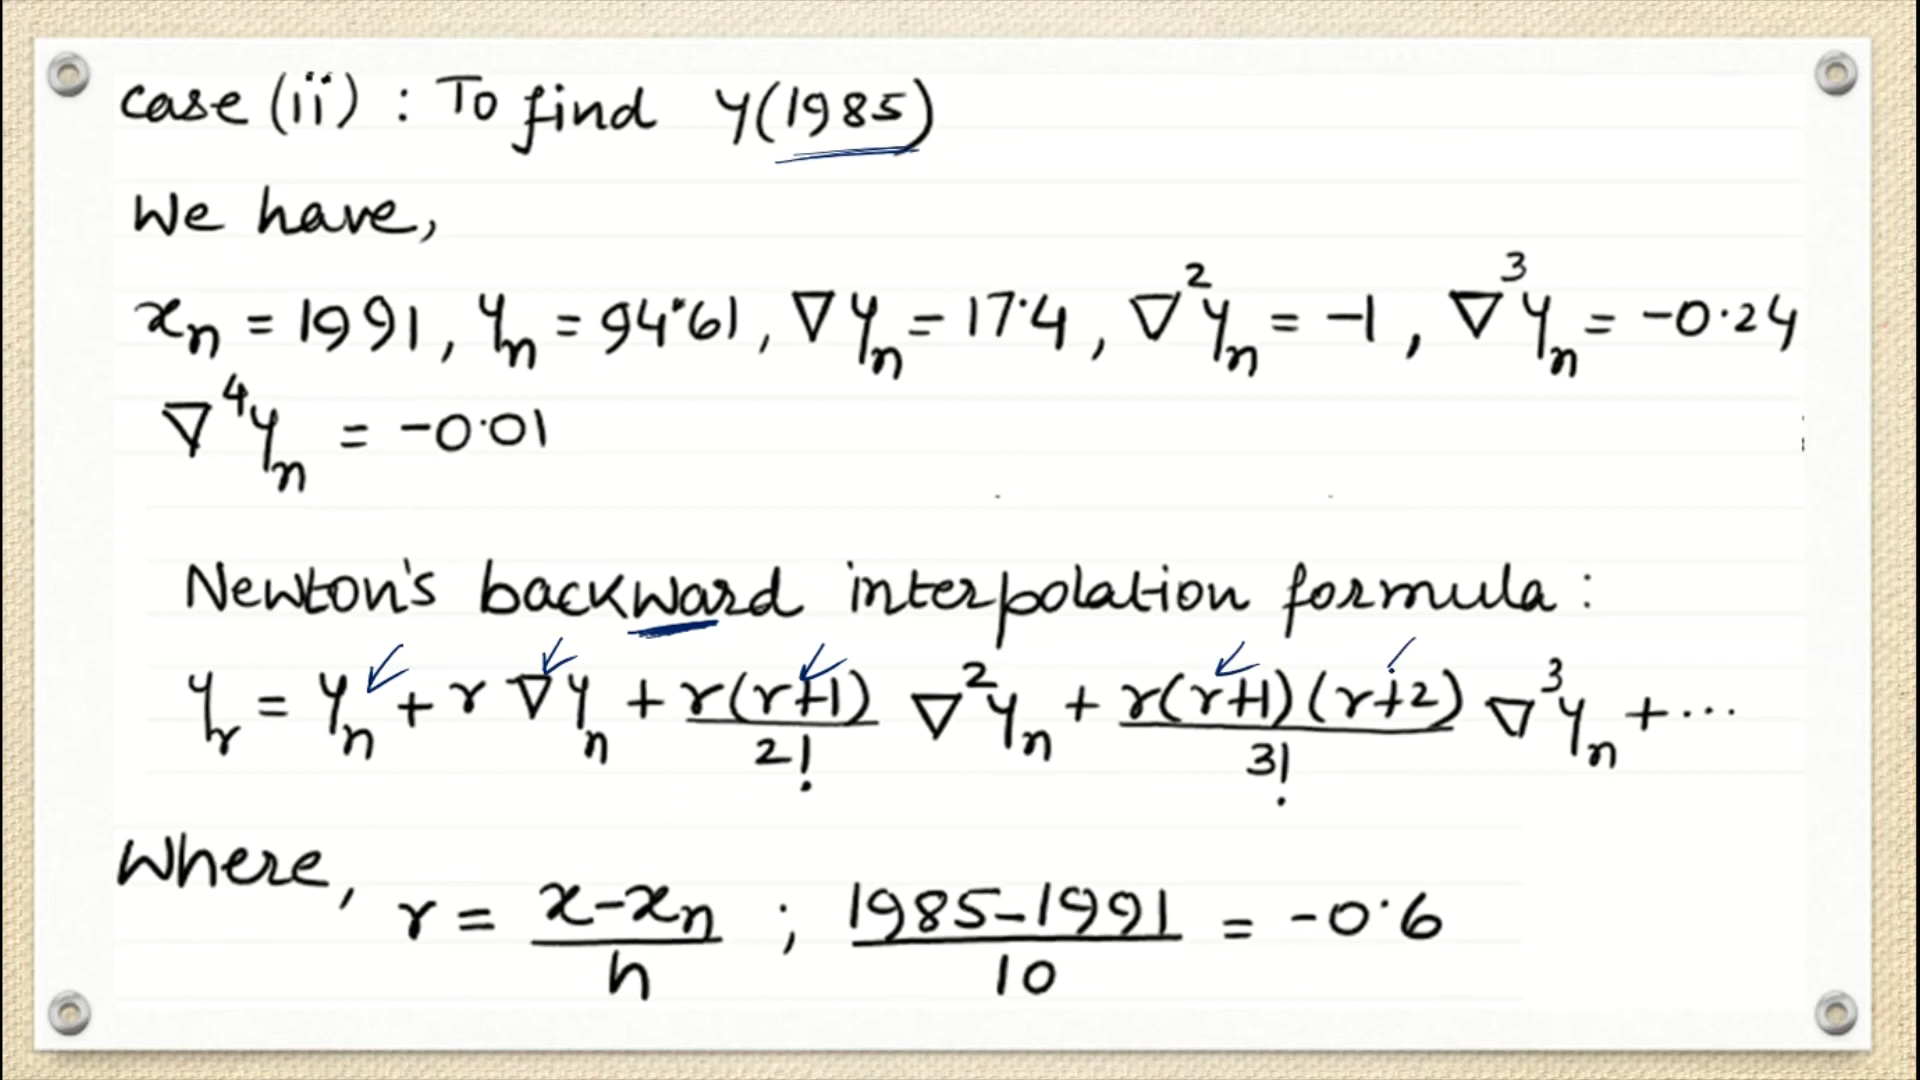 case (ii) : To find y(1985)
We have,
xₙ = 1991, yₙ = 94.61, ∇yₙ = 17.4, ∇²yₙ = -1, ∇³yₙ = -0.24
∇⁴yₙ = -0.01
Newton's backward interpolation formula :
yᵣ = yₙ + r ∇yₙ + r(r+1)/2! ∇²yₙ + r(r+1)(r+2)/3! ∇³yₙ + ...
Where, r = (x-xₙ)/h ; (1985-1991)/10 = -0.6